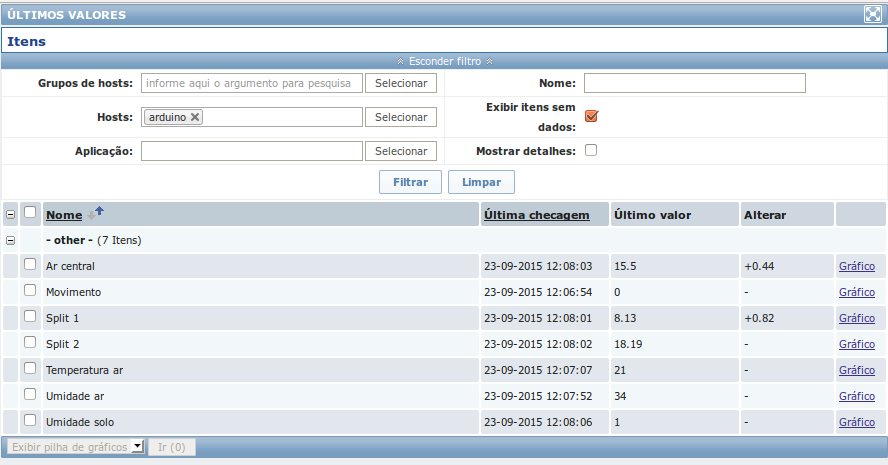 ÚLTIMOS VALORES
Itens
Esconder filtro
Grupos de hosts: informe aqui o argumento para pesquisa Selecionar Nome:
Hosts: arduino Selecionar Exibir itens sem
dados:
Aplicação: Selecionar Mostrar detalhes:
Filtrar Limpar
Nome Última checagem Último valor Alterar
- other - (7 Itens)
Ar central 23-09-2015 12:08:03 15.5 +0.44 Gráfico
Movimento 23-09-2015 12:06:54 0 - Gráfico
Split 1 23-09-2015 12:08:01 8.13 +0.82 Gráfico
Split 2 23-09-2015 12:08:02 18.19 - Gráfico
Temperatura ar 23-09-2015 12:07:07 21 - Gráfico
Umidade ar 23-09-2015 12:07:52 34 - Gráfico
Umidade solo 23-09-2015 12:08:06 1 - Gráfico
Exibir pilha de gráficos Ir (0)